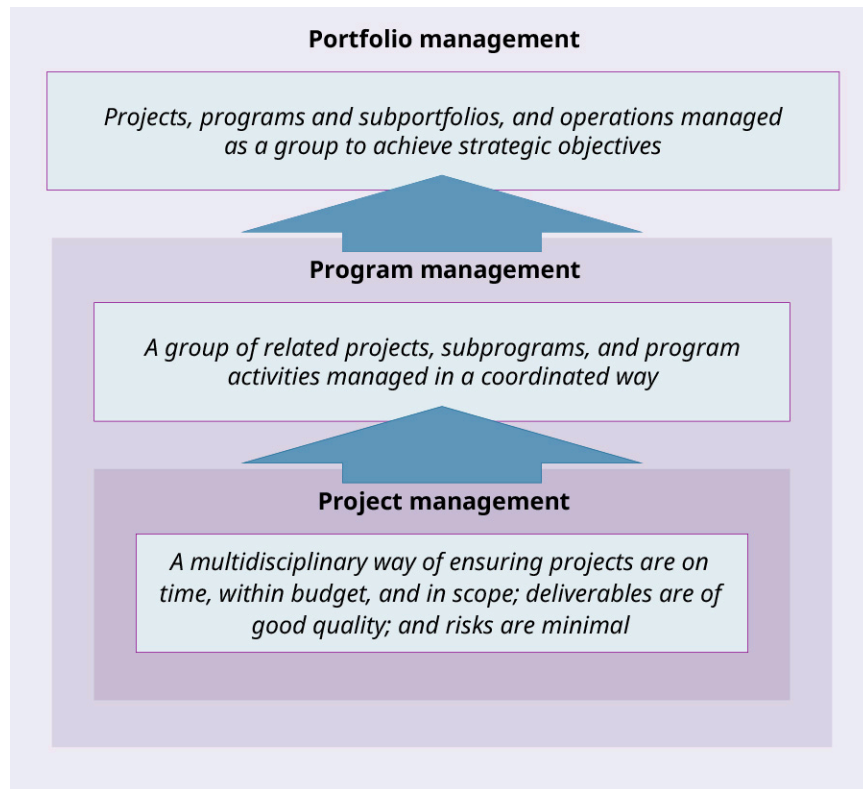 Portfolio management
Projects, programs and subportfolios, and operations managed
as a group to achieve strategic objectives
Program management
A group of related projects, subprograms, and program
activities managed in a coordinated way
Project management
A multidisciplinary way of ensuring projects are on
time, within budget, and in scope; deliverables are of
good quality; and risks are minimal